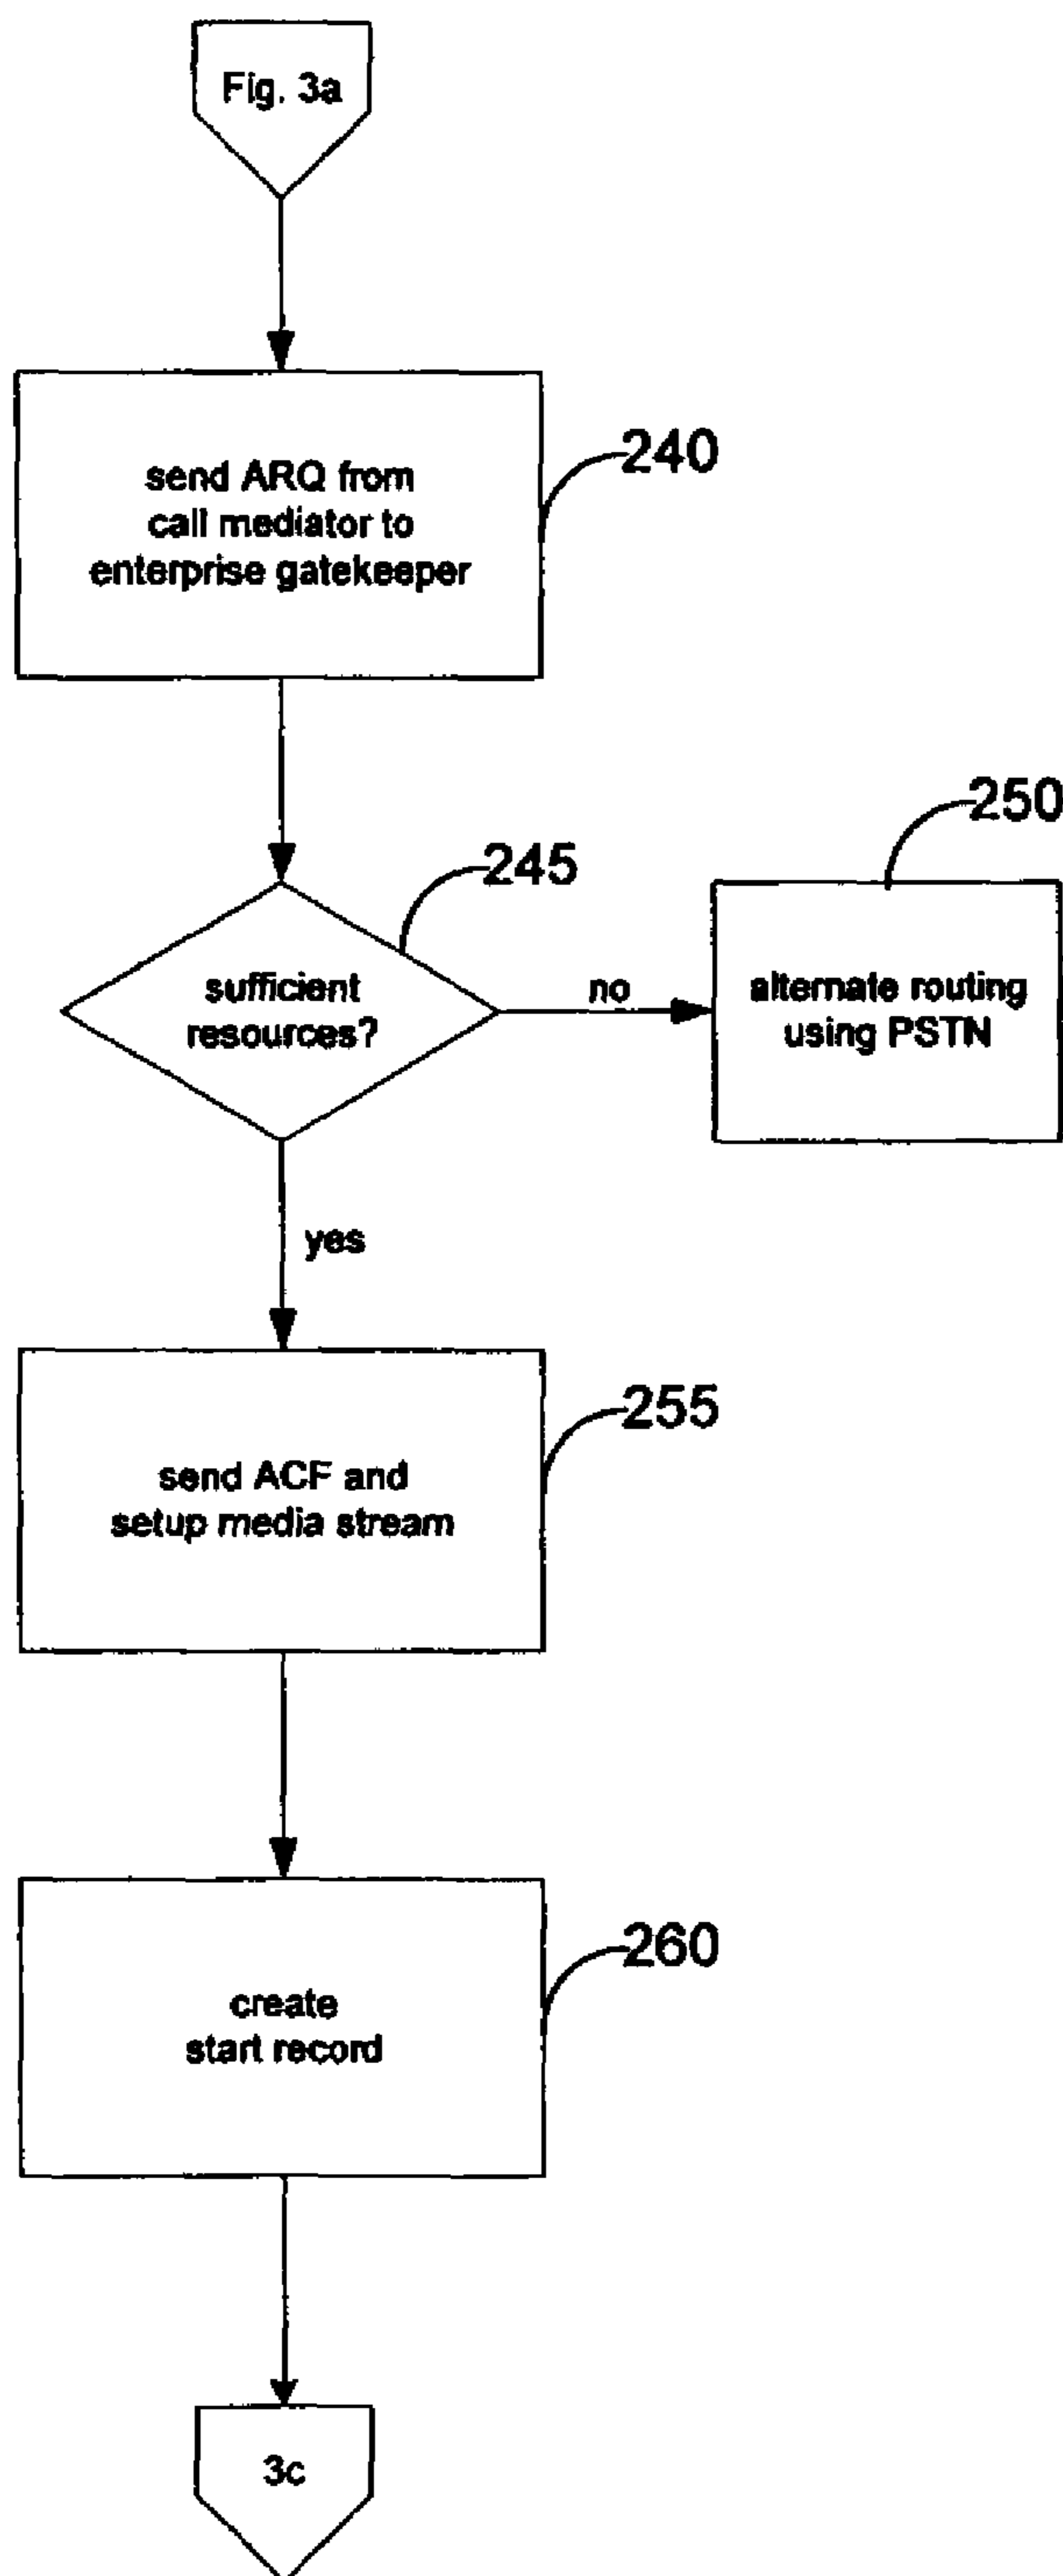 Fig. 3a
send ARQ from
call mediator to
enterprise gatekeeper
240
245
sufficient
resources?
no
250
alternate routing
using PSTN
yes
255
send ACF and
setup media stream
260
create
start record
3c